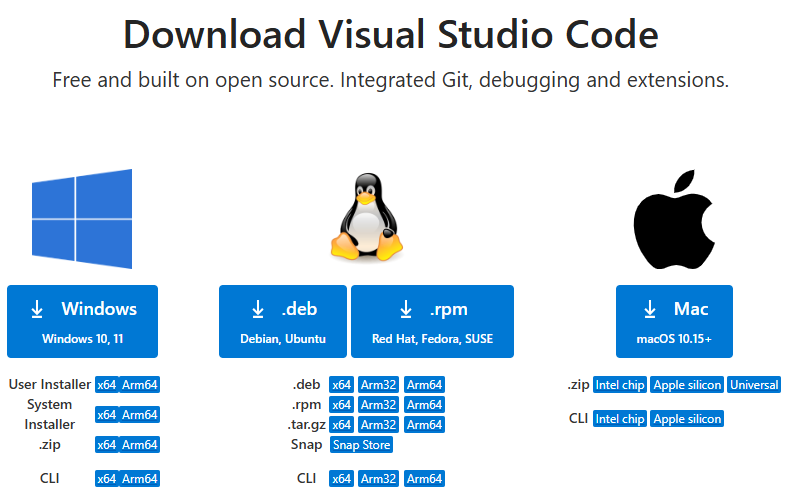 Download Visual Studio Code
Free and built on open source. Integrated Git, debugging and extensions.
Windows
Windows 10, 11
User Installer x64 Arm64
System Installer x64 Arm64
.zip x64 Arm64
CLI x64 Arm64
.deb
Debian, Ubuntu
.rpm
Red Hat, Fedora, SUSE
.deb x64 Arm32 Arm64
.rpm x64 Arm32 Arm64
.tar.gz x64 Arm32 Arm64
Snap Snap Store
CLI x64 Arm32 Arm64
Mac
macOS 10.15+
.zip Intel chip Apple silicon Universal
CLI Intel chip Apple silicon